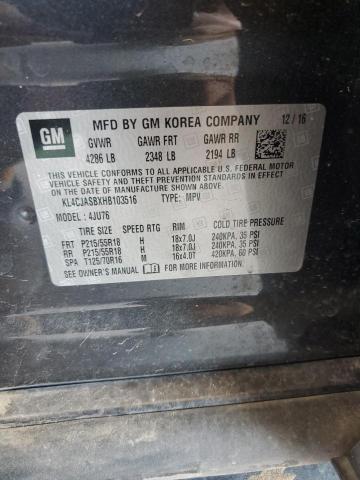 GM
MFD BY GM KOREA COMPANY 12/16
GVWR GAWR FRT GAWR RR
4286 LB 2348 LB 2194 LB
THIS VEHICLE CONFORMS TO ALL APPLICABLE U.S. FEDERAL MOTOR
VEHICLE SAFETY AND THEFT PREVENTION STANDARDS IN EFFECT ON THE
DATE OF MANUFACTURE SHOWN ABOVE.
KL4CJASBXHB103516 TYPE: MPV
MODEL: 4JU76
TIRE SIZE SPEED RTG RIM COLD TIRE PRESSURE
FRT P215/55R18 H 18x7.0J 240KPA, 35 PSI
RR P215/55R18 H 18x7.0J 240KPA, 35 PSI
SPA T125/70R16 M 16x4.0T 420KPA, 60 PSI
SEE OWNER'S MANUAL FOR ADDITIONAL INFORMATION.